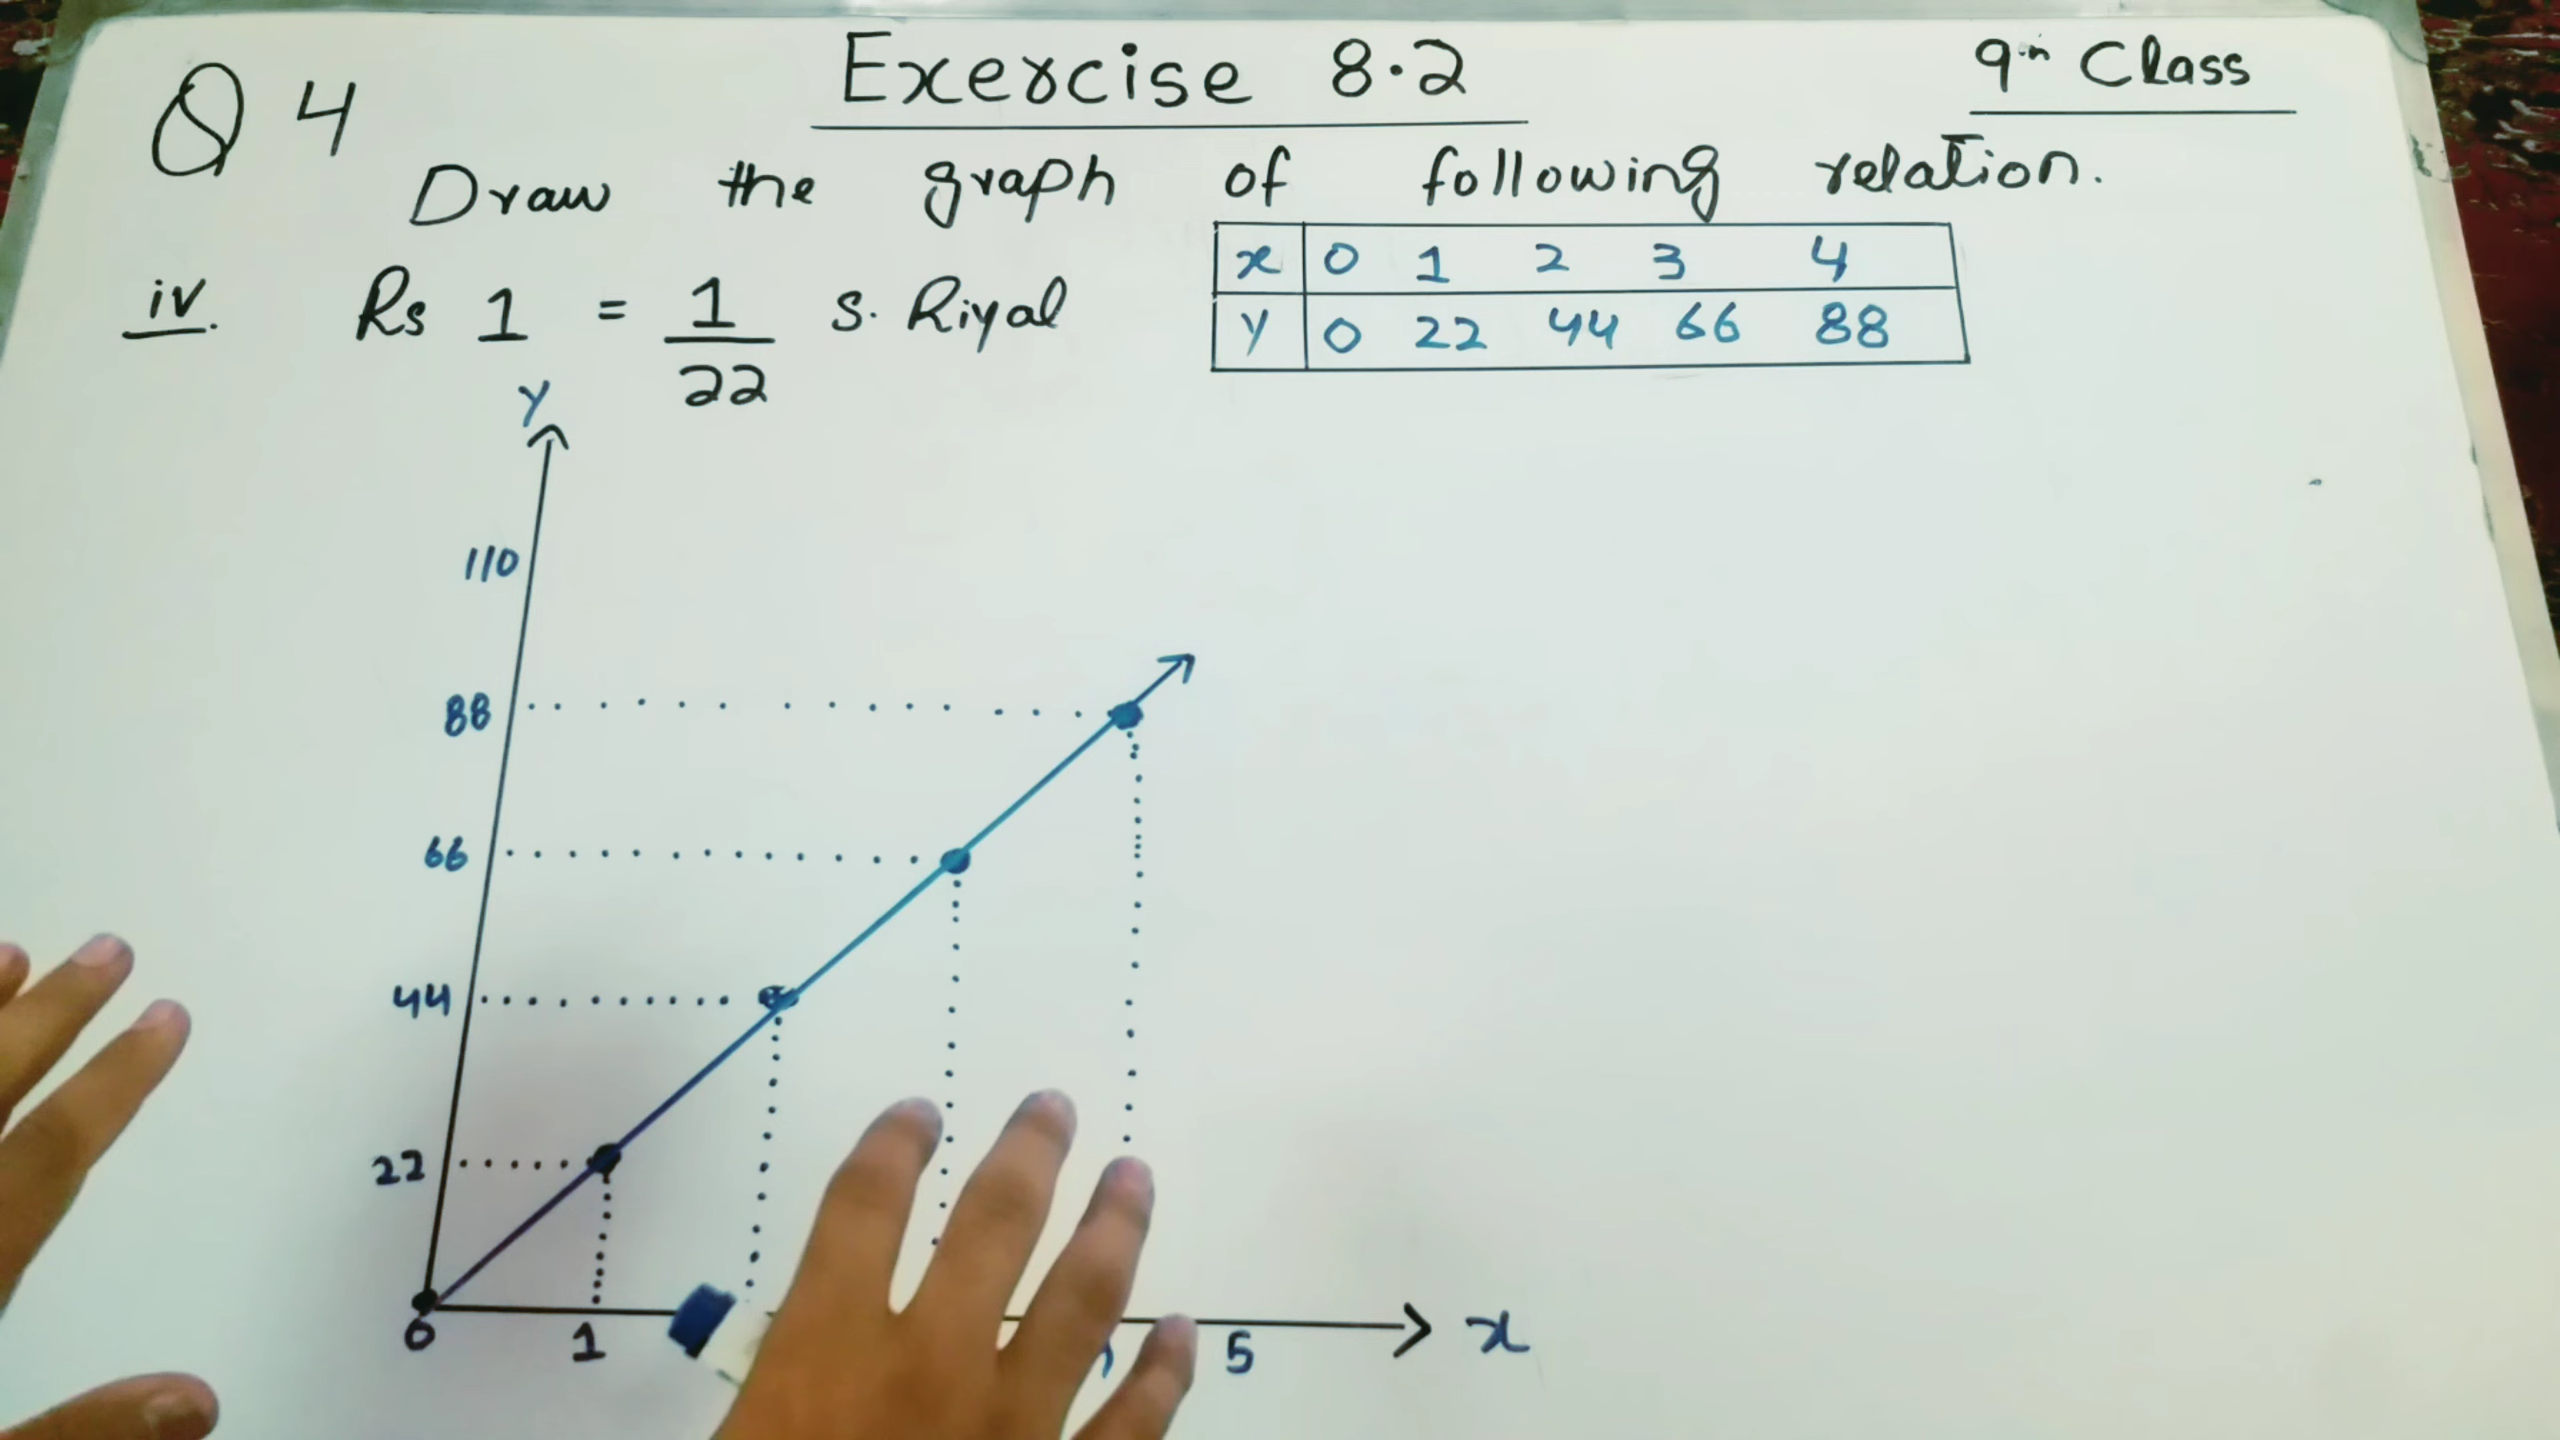 Exercise 8.2
9th Class
Q 4
Draw the graph of following relation.
iv. Rs 1 = 1/22 S. Riyal
x 0 1 2 3 4
y 0 22 44 66 88
Y
110
88
66
44
22
0 1 5 x